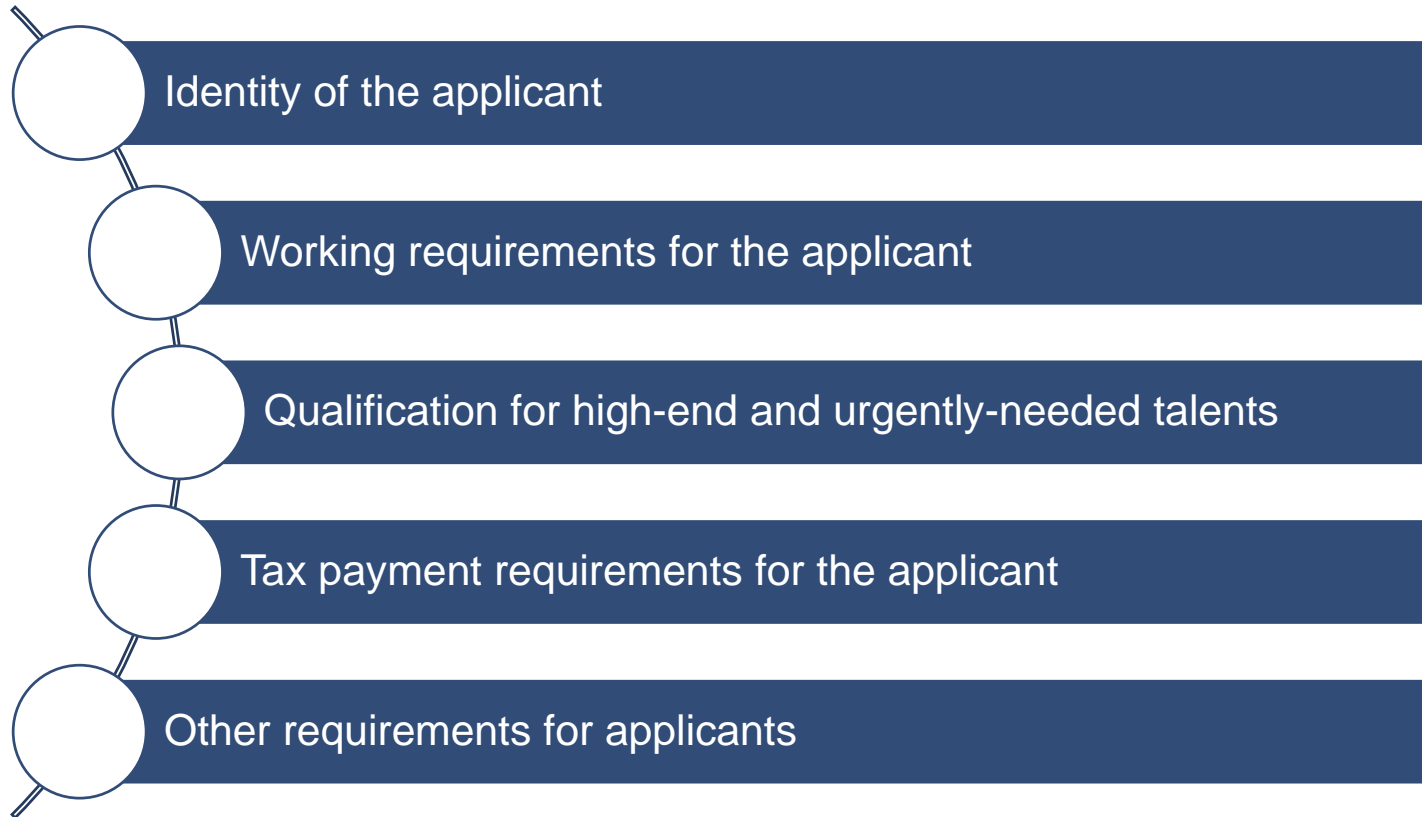 Identity of the applicant
Working requirements for the applicant
Qualification for high-end and urgently-needed talents
Tax payment requirements for the applicant
Other requirements for applicants